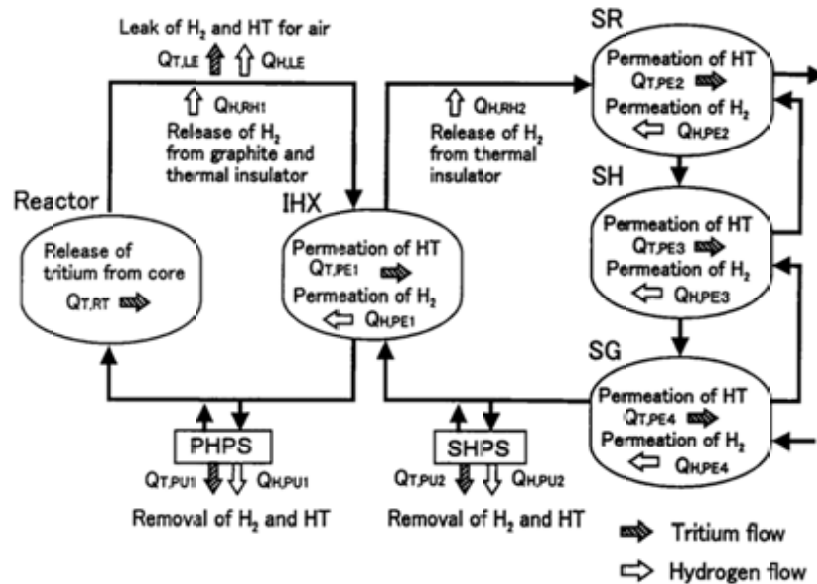 Leak of H2 and HT for air
QT,LE QH,LE
QH,RH1
Release of H2
from graphite and
thermal insulator
QH,RH2
Release of H2
from thermal
insulator
SR
Permeation of HT
QT,PE2
Permeation of H2
QH,PE2
Reactor
Release of
tritium from core
QT,RT
IHX
Permeation of HT
QT,PE1
Permeation of H2
QH,PE1
SH
Permeation of HT
QT,PE3
Permeation of H2
QH,PE3
SG
Permeation of HT
QT,PE4
Permeation of H2
QH,PE4
PHPS
QT,PU1 QH,PU1
Removal of H2 and HT
SHPS
QT,PU2 QH,PU2
Removal of H2 and HT
Tritium flow
Hydrogen flow